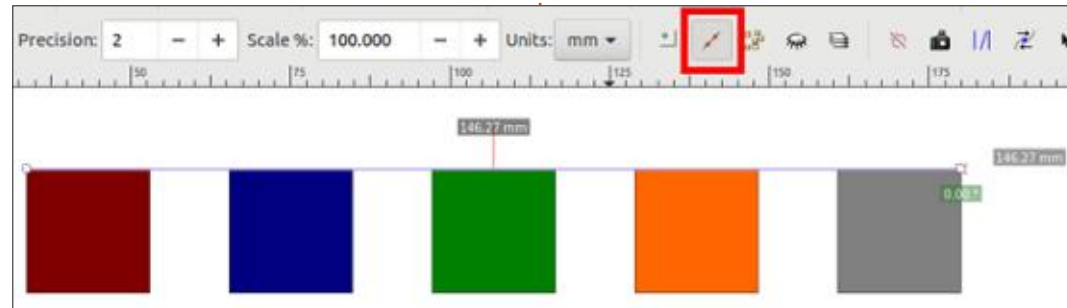 Precision: 2 − + Scale %: 100.000 − + Units: mm
50 75 100 125 150 175
146.27 mm
146.27 mm
0.00 °